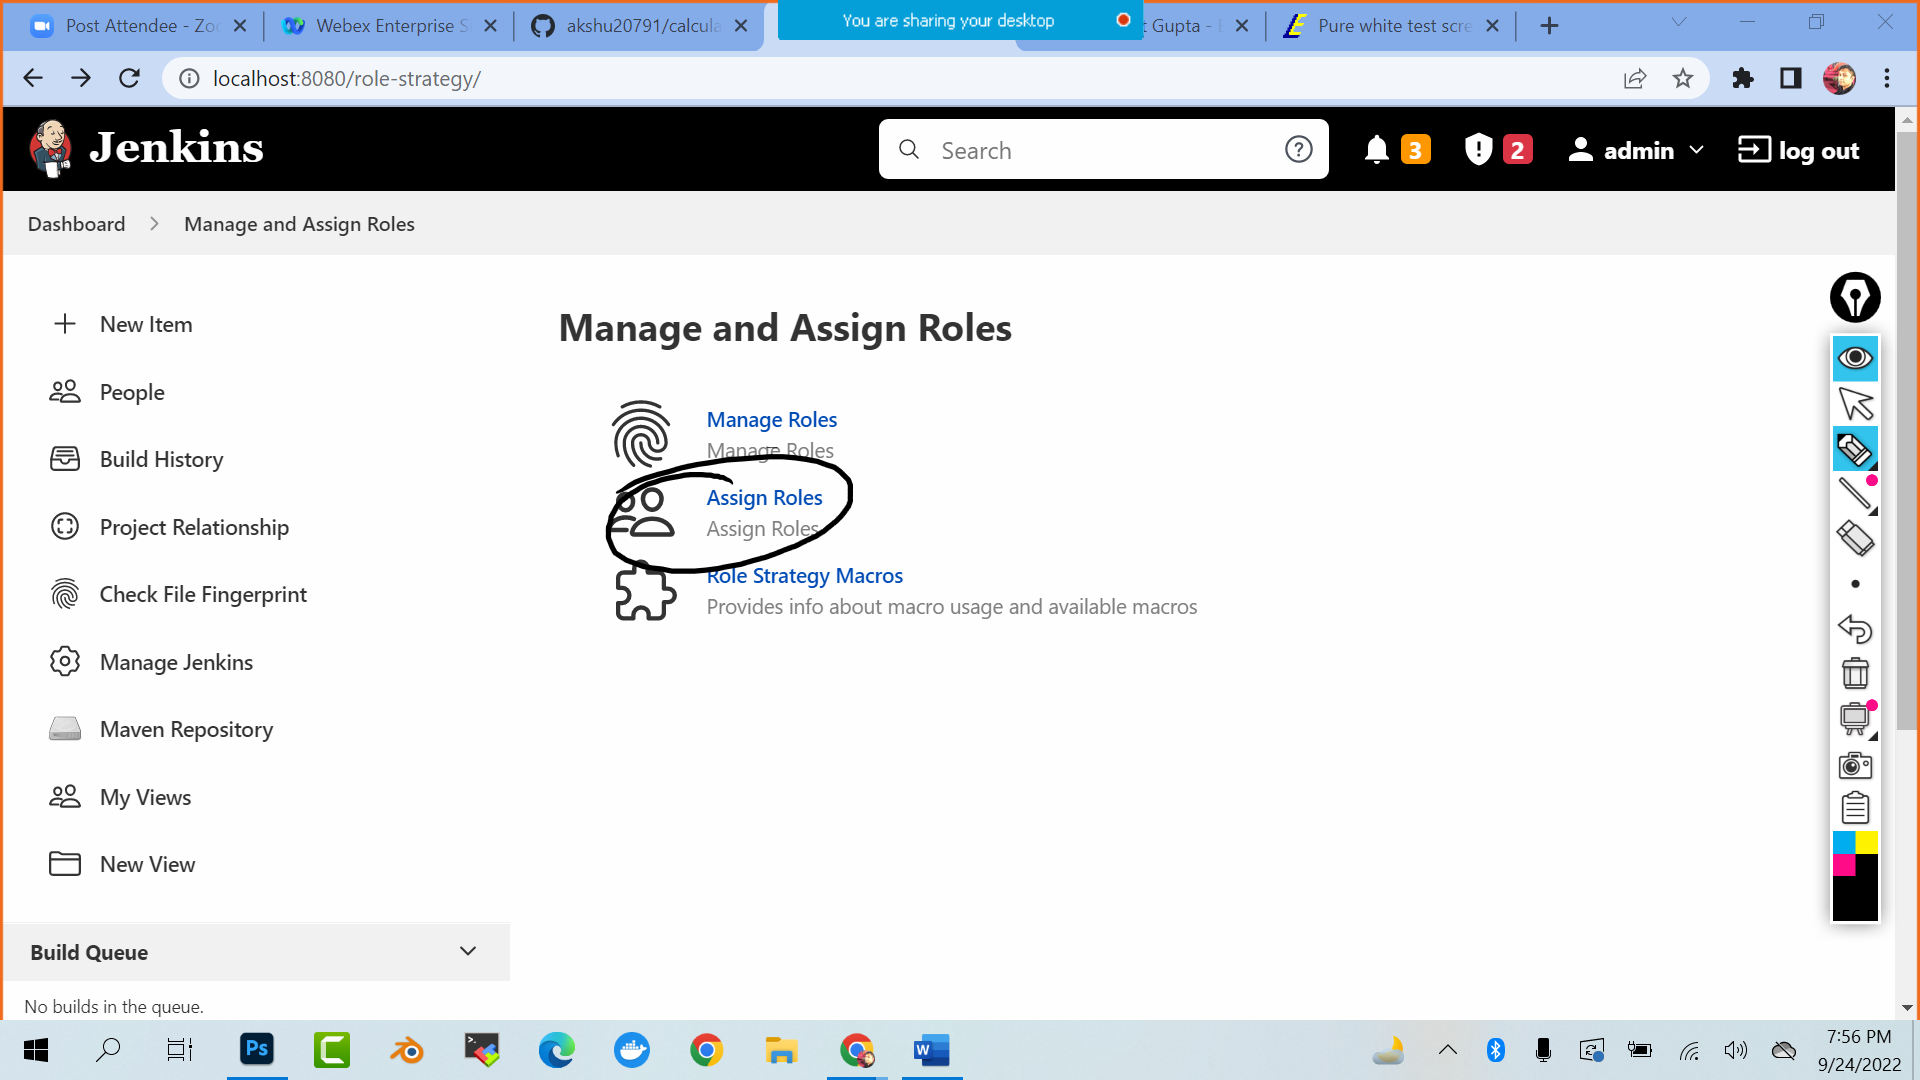 Post Attendee - Zoo
Webex Enterprise S
akshu20791/calcula
You are sharing your desktop
t Gupta - E
Pure white test scre
localhost:8080/role-strategy/
Jenkins
Search
3
2
admin
log out
Dashboard
Manage and Assign Roles
New Item
People
Build History
Project Relationship
Check File Fingerprint
Manage Jenkins
Maven Repository
My Views
New View
Build Queue
No builds in the queue.
Manage and Assign Roles
Manage Roles
Manage Roles
Assign Roles
Assign Roles
Role Strategy Macros
Provides info about macro usage and available macros
Ps
7:56 PM
9/24/2022